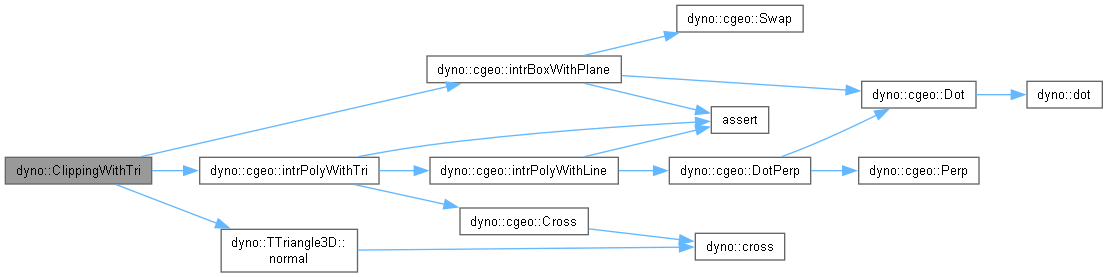 dyno::cgeo::Swap
dyno::cgeo::intrBoxWithPlane
dyno::cgeo::Dot
dyno::dot
assert
dyno::ClippingWithTri
dyno::cgeo::intrPolyWithTri
dyno::cgeo::intrPolyWithLine
dyno::cgeo::DotPerp
dyno::cgeo::Perp
dyno::cgeo::Cross
dyno::TTriangle3D::
normal
dyno::cross